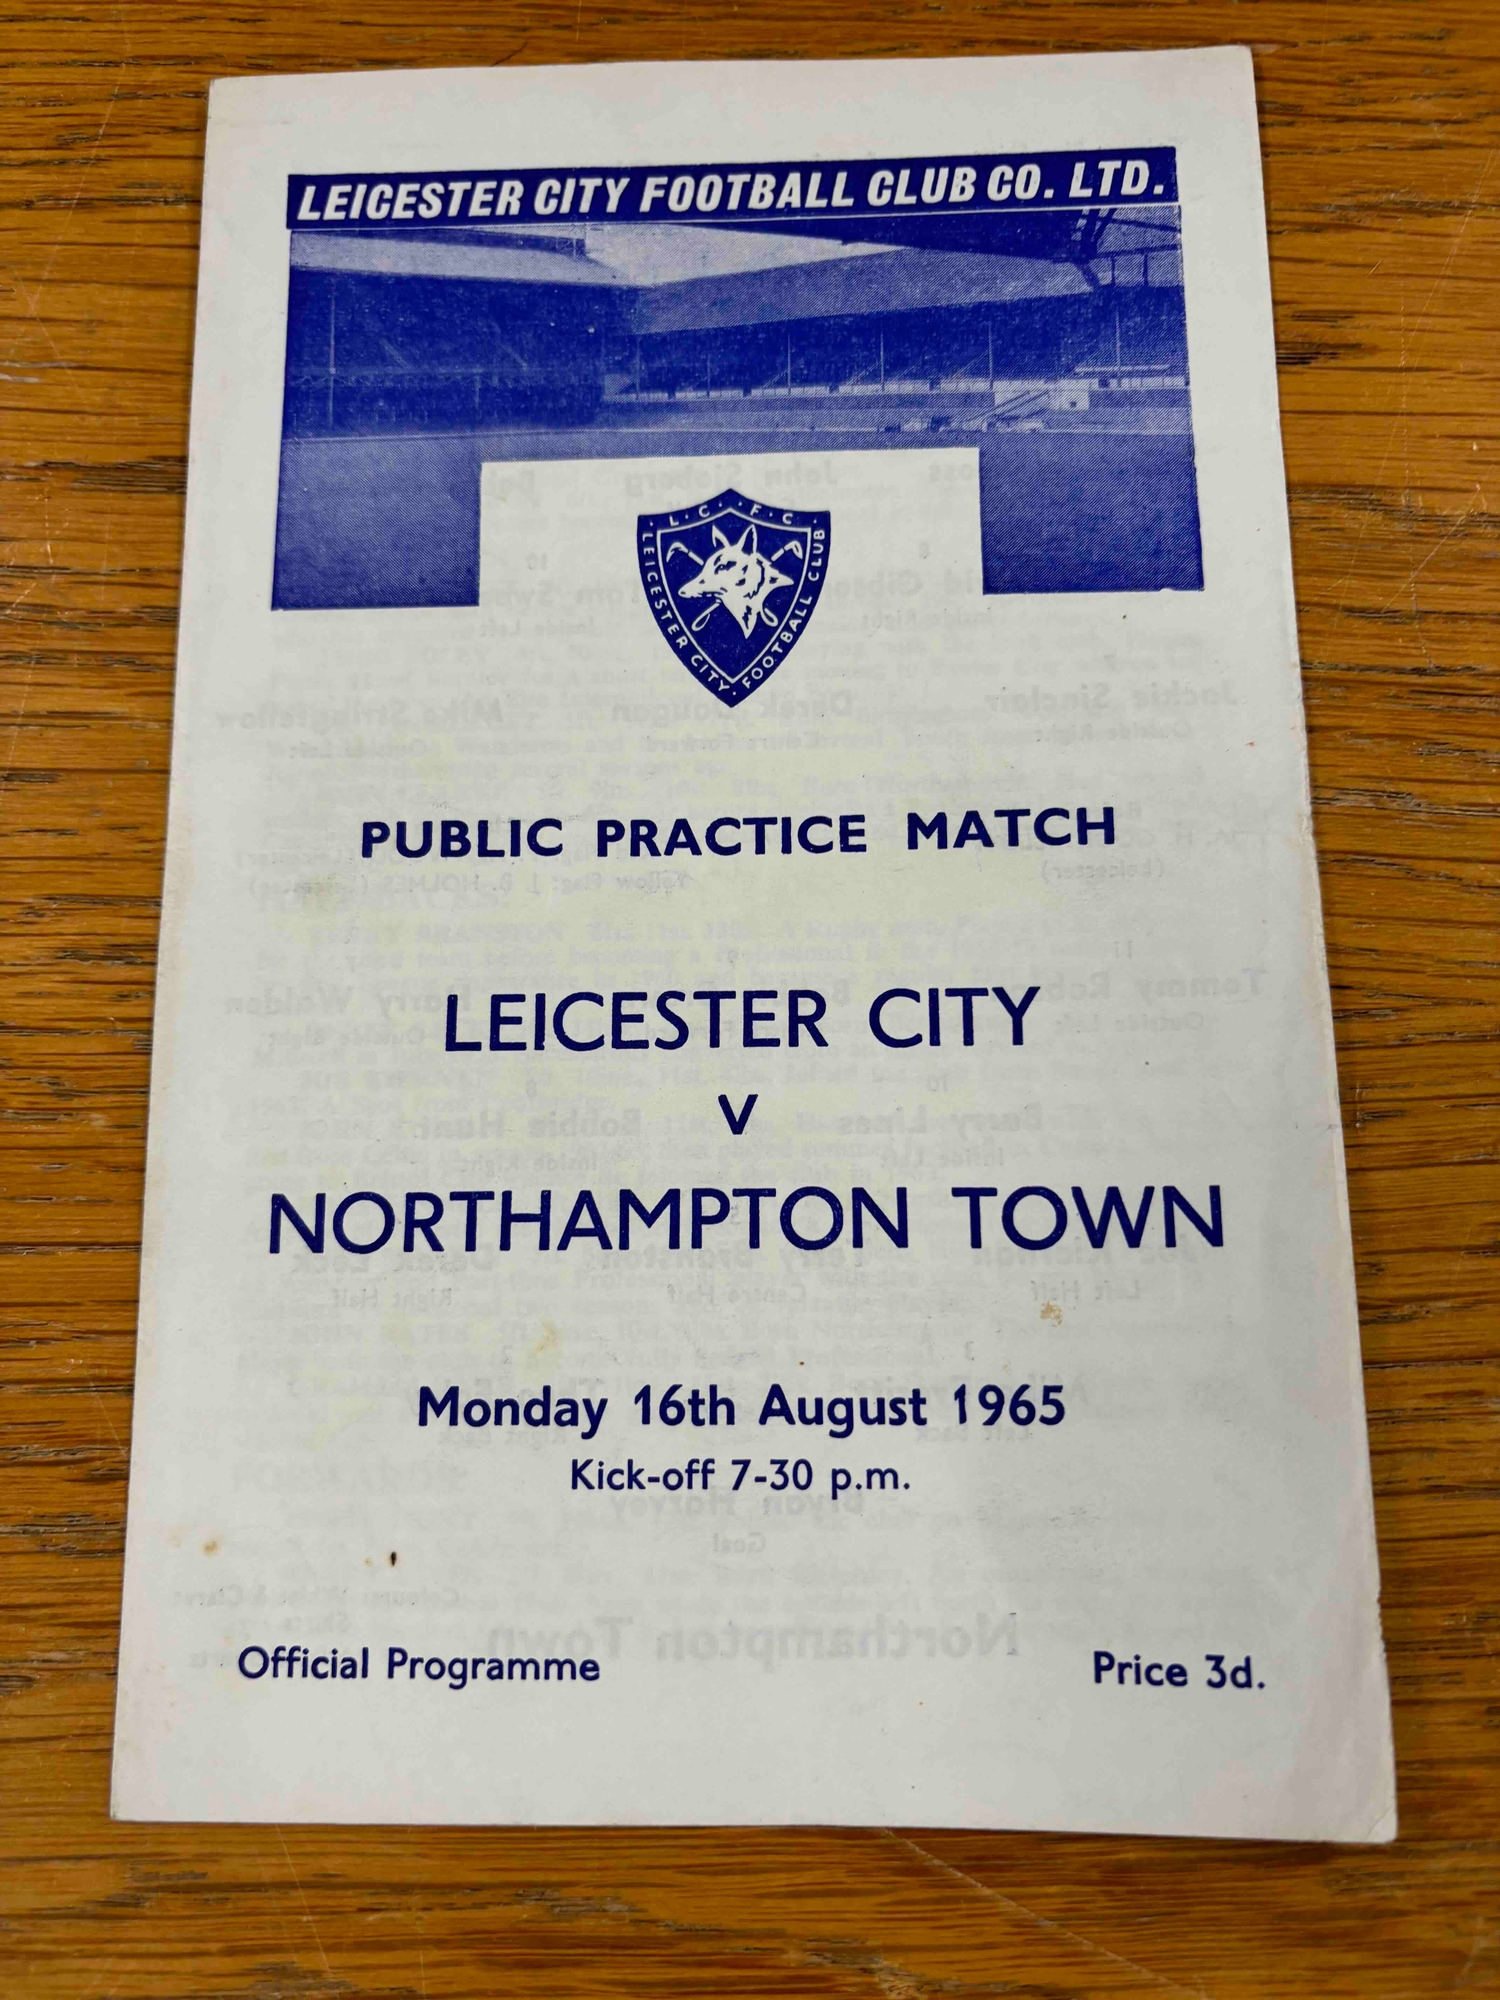 LEICESTER CITY FOOTBALL CLUB CO. LTD.
L · C · F · C
LEICESTER CITY · FOOTBALL CLUB
PUBLIC PRACTICE MATCH
LEICESTER CITY
V
NORTHAMPTON TOWN
Monday 16th August 1965
Kick-off 7-30 p.m.
Official Programme
Price 3d.